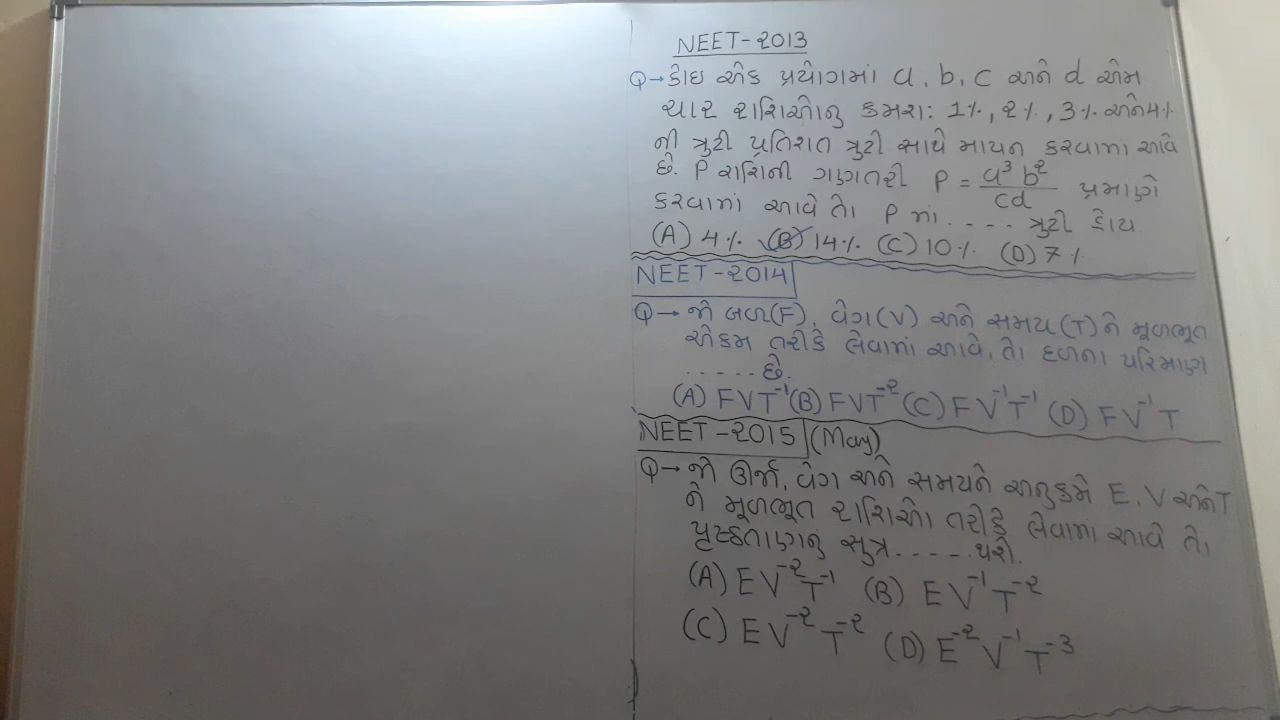 NEET-2013
Q→ કોઇ એક પ્રયોગમાં a, b, c અને d એમ
ચાર રાશિઓનુ ક્રમશ: 1%, 2%, 3% અને 4%
ની ત્રુટી પ્રતિશત ત્રુટી સાથે માપન કરવામા આવે
છે. P રાશિની ગણતરી P = a³b²/cd પ્રમાણે
કરવામાં આવે તો P માં .... ત્રુટી હોય
(A) 4% (B) 14% (C) 10% (D) 7%
NEET-2014
Q→ જો બળ(F), વેગ(V) અને સમય(T)ને મૂળભૂત
એકમ તરીકે લેવામાં આવે, તો દળના પરિમાણ
..... છે.
(A) FVT⁻¹ (B) FVT⁻² (C) FV⁻¹T⁻¹ (D) FV⁻¹T
NEET-2015 (May)
Q→ જો ઊર્જા, વેગ અને સમયને અનુક્રમે E, V અને T
ને મૂળભૂત રાશિઓ તરીકે લેવામાં આવે તો
પૃષ્ઠતાણનુ સુત્ર ..... થશે.
(A) EV⁻²T⁻¹ (B) EV⁻¹T⁻²
(C) EV⁻²T⁻² (D) E⁻²V⁻¹T⁻³